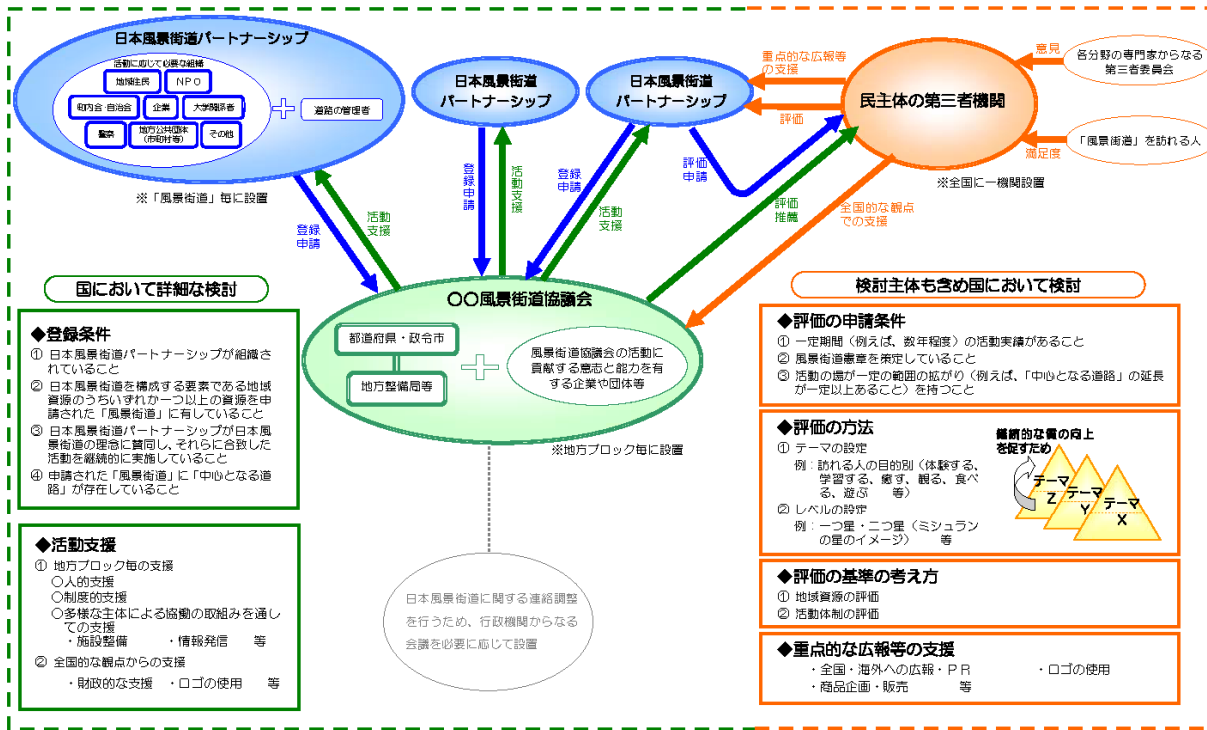 日本風景街道パートナーシップ
活動に応じて必要な組織
地域住民
NPO
町内会・自治会
企業
大学関係者
警察
地方公共団体
(市町村等)
その他
道路の管理者
※「風景街道」毎に設置
日本風景街道
パートナーシップ
日本風景街道
パートナーシップ
重点的な広報等
の支援
評価
民主体の第三者機関
※全国に一機関設置
意見
各分野の専門家からなる
第三者委員会
満足度
「風景街道」を訪れる人
登録
申請
活動
支援
登録
申請
活動
支援
登録
申請
活動
支援
評価
申請
評価
推薦
全国的な観点
での支援
〇〇風景街道協議会
都道府県・政令市
地方整備局等
風景街道協議会の活動に
貢献する意志と能力を有
する企業や団体等
※地方ブロック毎に設置
日本風景街道に関する連絡調整
を行うため、行政機関からなる
会議を必要に応じて設置
国において詳細な検討
◆登録条件
① 日本風景街道パートナーシップが組織さ
れていること
② 日本風景街道を構成する要素である地域
資源のうちいずれか一つ以上の資源を申
請された「風景街道」に有していること
③ 日本風景街道パートナーシップが日本風
景街道の理念に賛同し、それらに合致した
活動を継続的に実施していること
④ 申請された「風景街道」に「中心となる道
路」が存在していること
◆活動支援
① 地方ブロック毎の支援
〇人的支援
〇制度的支援
〇多様な主体による協働の取組みを通し
ての支援
・施設整備 ・情報発信 等
② 全国的な観点からの支援
・財政的な支援 ・ロゴの使用 等
検討主体も含め国において検討
◆評価の申請条件
① 一定期間(例えば、数年程度)の活動実績があること
② 風景街道憲章を策定していること
③ 活動の場が一定の範囲の拡がり(例えば、「中心となる道路」の延長
が一定以上あること)を持つこと
◆評価の方法
① テーマの設定
例:訪れる人の目的別(体験する、
学習する、癒す、観る、食べ
る、遊ぶ 等)
② レベルの設定
例:一つ星・二つ星(ミシュラン
の星のイメージ) 等
継続的な質の向上
を促すため
テーマ
Z
テーマ
Y
テーマ
X
◆評価の基準の考え方
① 地域資源の評価
② 活動体制の評価
◆重点的な広報等の支援
・全国・海外への広報・PR ・ロゴの使用
・商品企画・販売 等